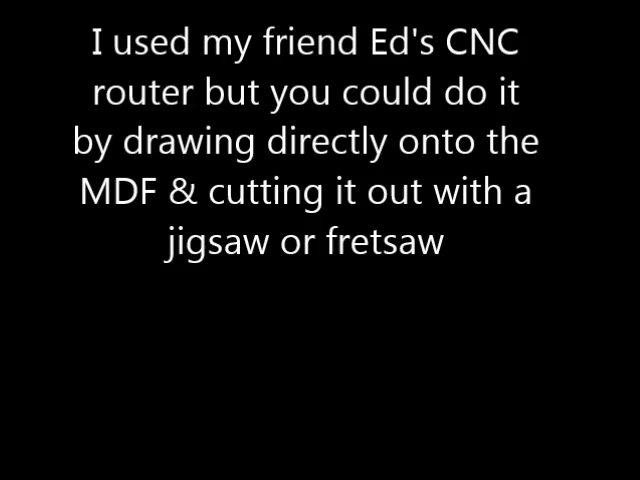 I used my friend Ed's CNC
router but you could do it
by drawing directly onto the
MDF & cutting it out with a
jigsaw or fretsaw